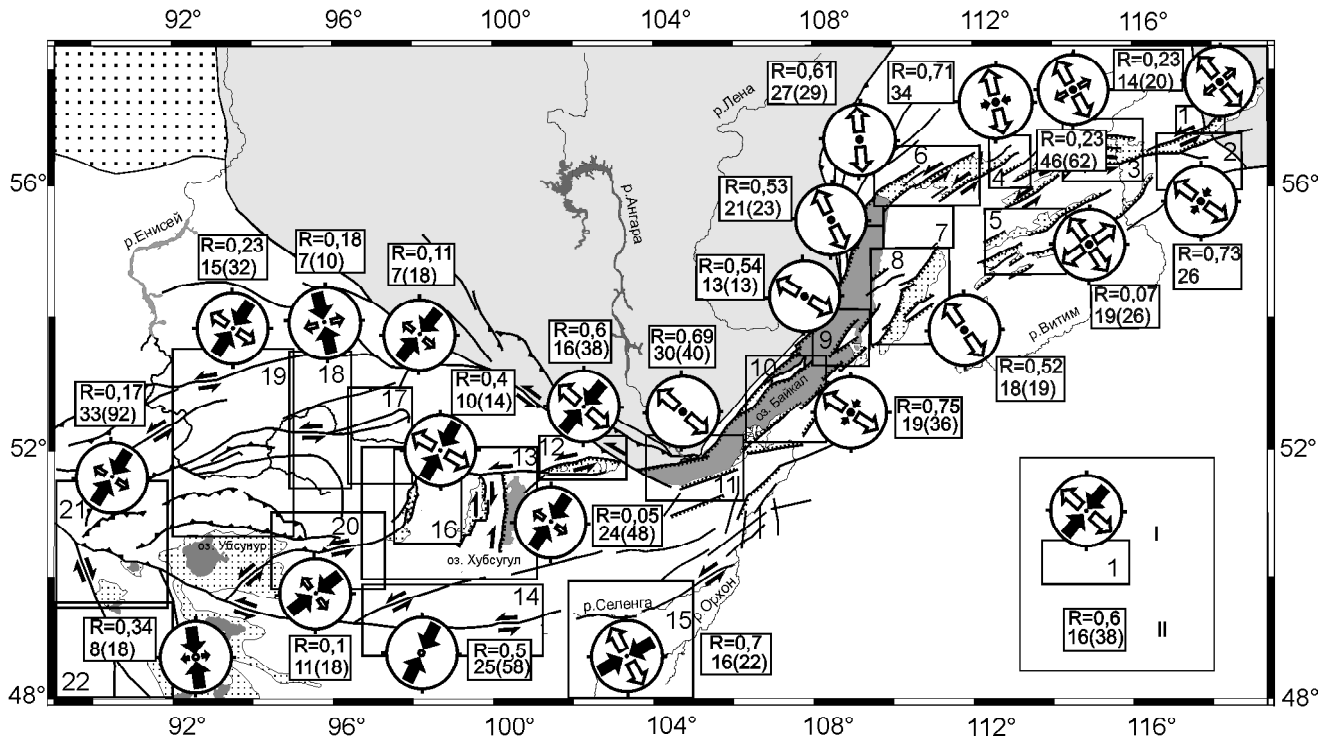 92°
96°
100°
104°
108°
112°
116°
R=0,61
27(29)
R=0,71
34
R=0,23
14(20)
р.Лена
1
R=0,23
46(62)
2
3
4
6
56°
56°
р.Ангара
R=0,53
21(23)
5
7
8
R=0,73
26
р.Енисей
R=0,23
15(32)
R=0,18
7(10)
R=0,11
7(18)
R=0,54
13(13)
R=0,07
19(26)
р.Витим
R=0,6
16(38)
R=0,69
30(40)
9
10
R=0,52
18(19)
19
18
17
R=0,4
10(14)
оз. Байкал
R=0,17
33(92)
R=0,75
19(36)
52°
52°
12
13
11
21
16
R=0,05
24(48)
20
оз. Убсунур
оз. Хубсугул
I
1
14
р.Селенга
15
р.Орхон
R=0,34
8(18)
R=0,1
11(18)
R=0,5
25(58)
R=0,7
16(22)
R=0,6
16(38)
II
22
48°
48°
92°
96°
100°
104°
108°
112°
116°